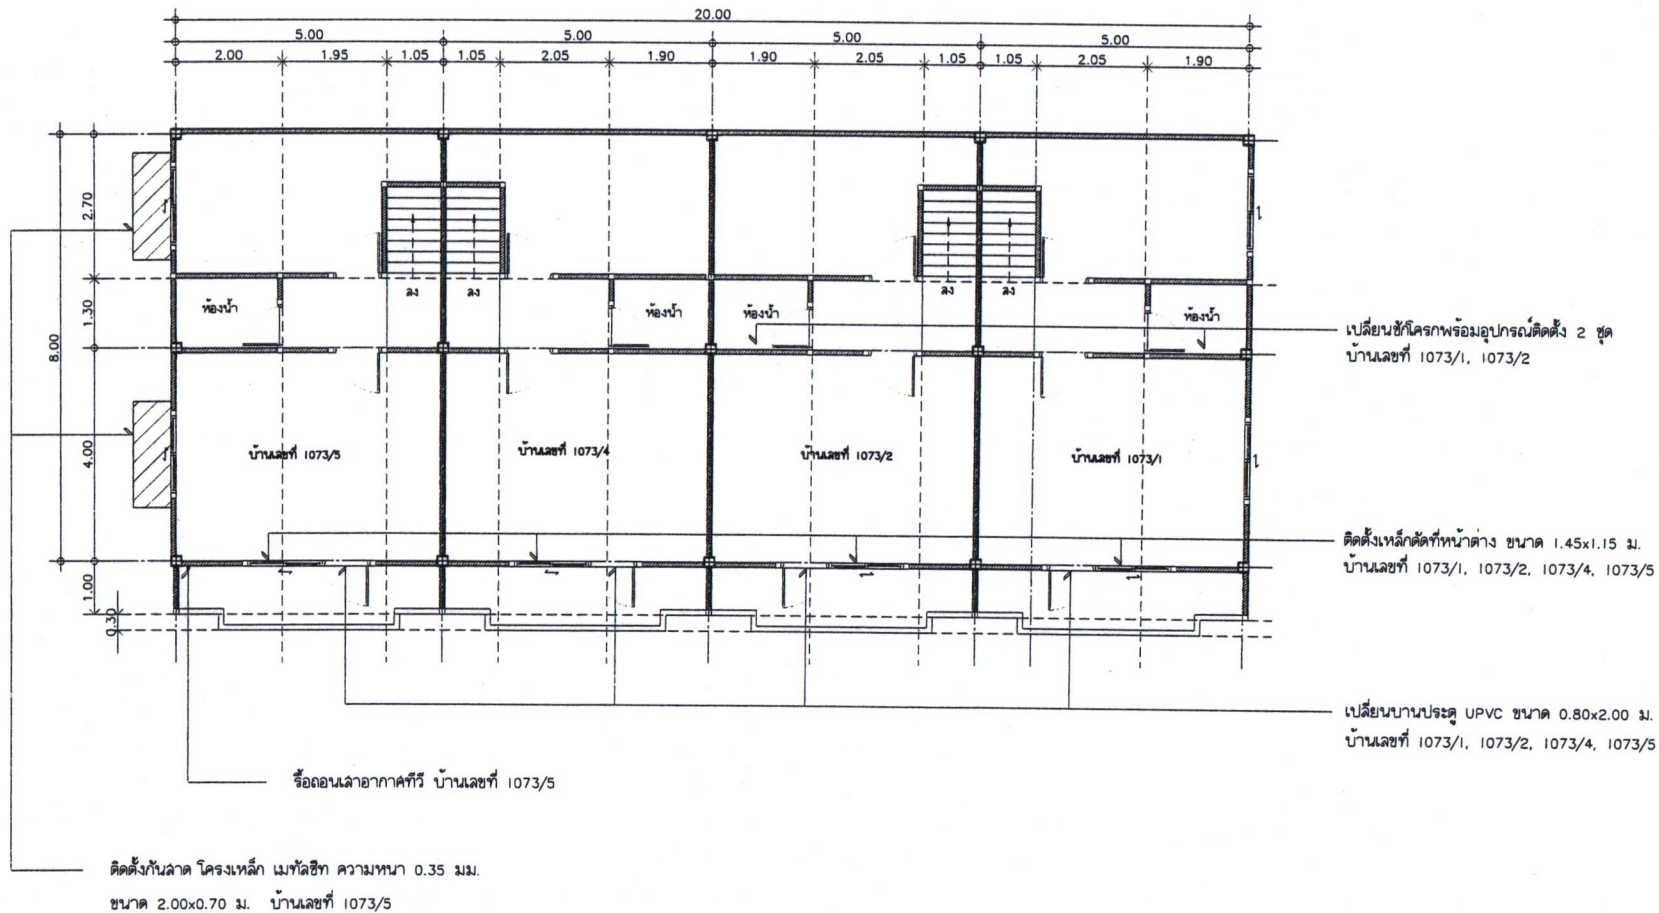 20.00
5.00 5.00 5.00 5.00
2.00 1.95 1.05 1.05 2.05 1.90 1.90 2.05 1.05 1.05 2.05 1.90
2.70
1.30
8.00
4.00
1.00
0.30
ลง ลง ลง ลง
ห้องน้ำ ห้องน้ำ ห้องน้ำ ห้องน้ำ
เปลี่ยนชักโครกพร้อมอุปกรณ์ติดตั้ง 2 ชุด
บ้านเลขที่ 1073/1, 1073/2
บ้านเลขที่ 1073/5 บ้านเลขที่ 1073/4 บ้านเลขที่ 1073/2 บ้านเลขที่ 1073/1
ติดตั้งเหล็กดัดที่หน้าต่าง ขนาด 1.45x1.15 ม.
บ้านเลขที่ 1073/1, 1073/2, 1073/4, 1073/5
เปลี่ยนบานประตู UPVC ขนาด 0.80x2.00 ม.
บ้านเลขที่ 1073/1, 1073/2, 1073/4, 1073/5
รื้อถอนเสาอากาศทีวี บ้านเลขที่ 1073/5
ติดตั้งกันสาด โครงเหล็ก เมทัลชีท ความหนา 0.35 มม.
ขนาด 2.00x0.70 ม. บ้านเลขที่ 1073/5